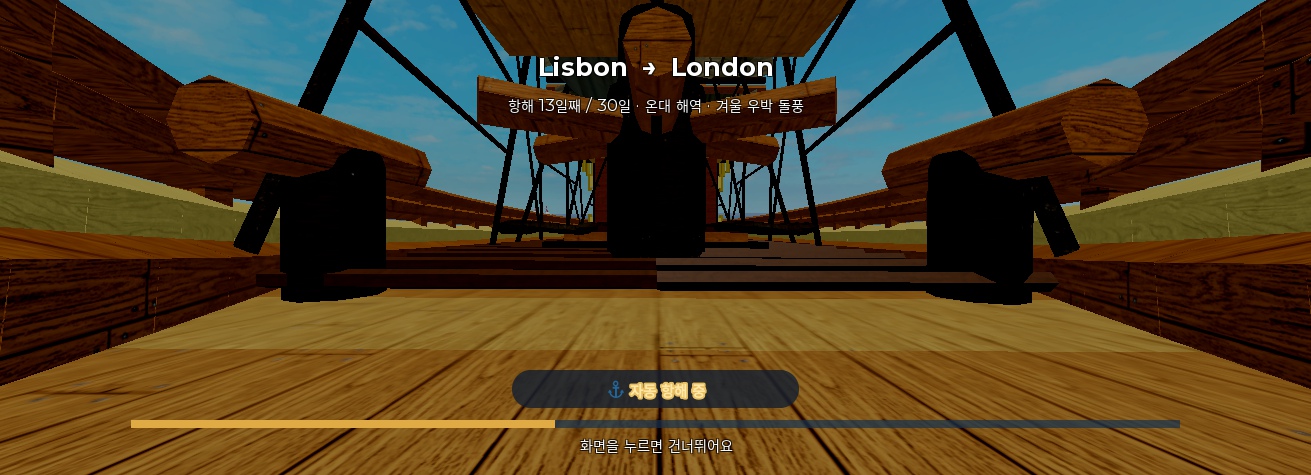 Lisbon → London
항해 13일째 / 30일 · 온대 해역 · 겨울 우박 돌풍
⚓ 자동 항해 중
화면을 누르면 건너뛰어요